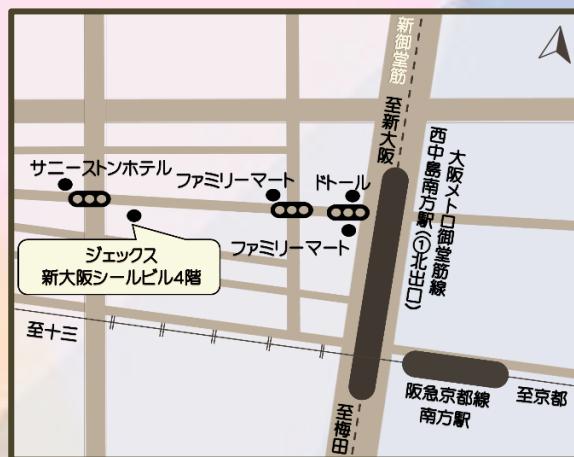 新御堂筋
至新大阪
大阪メトロ御堂筋線
西中島南方駅(①北出口)
サニーストンホテル
ファミリーマート
ドトール
ファミリーマート
ジェックス
新大阪シールビル4階
至十三
阪急京都線
南方駅
至京都
至梅田